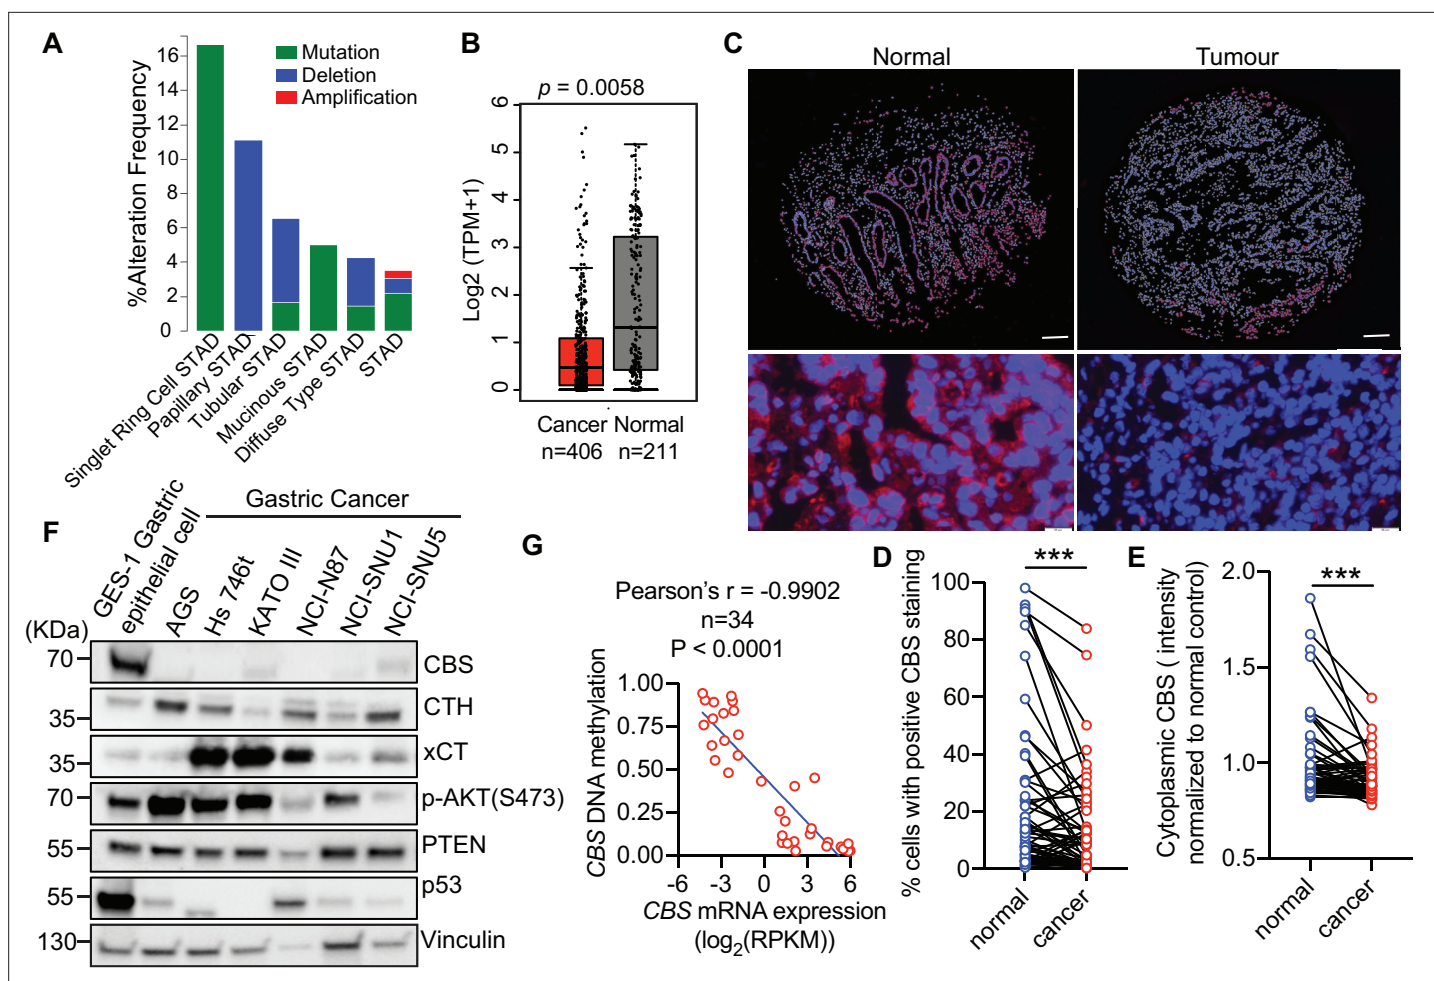 A
%Alteration Frequency
16
14
12
10
8
6
4
2
0
Mutation
Deletion
Amplification
Singlet Ring Cell STAD
Papillary STAD
Tubular STAD
Mucinous STAD
Diffuse Type STAD
STAD
B
p = 0.0058
Log2 (TPM+1)
6
5
4
3
2
1
0
Cancer Normal
n=406 n=211
C
Normal
Tumour
F
Gastric Cancer
GES-1 Gastric
epithelial cell
AGS
Hs 746t
KATO III
NCI-N87
NCI-SNU1
NCI-SNU5
(KDa)
70 CBS
35 CTH
35 xCT
70 p-AKT(S473)
55 PTEN
55 p53
130 Vinculin
G
Pearson's r = -0.9902
n=34
P < 0.0001
CBS DNA methylation
1.00
0.75
0.50
0.25
0.00
-6 -3 0 3 6
CBS mRNA expression
(log2(RPKM))
D
***
% cells with positive CBS staining
100
80
60
40
20
0
normal
cancer
E
***
Cytoplasmic CBS ( intensity
normalized to normal control)
2.0
1.5
1.0
0.5
normal
cancer